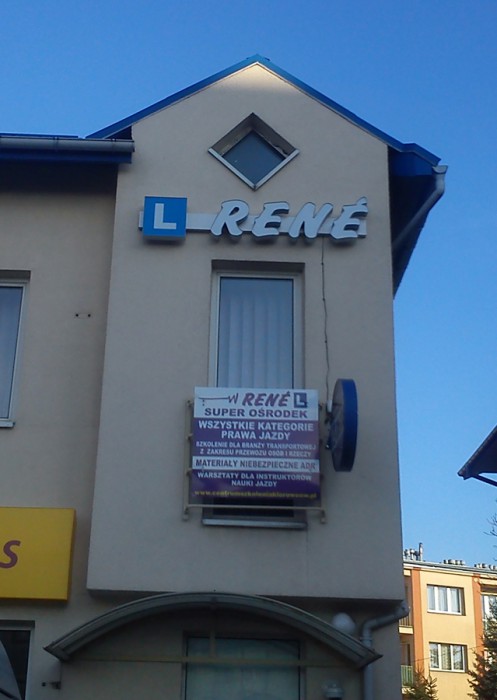 L RENÉ
W RENÉ L
SUPER OŚRODEK
WSZYSTKIE KATEGORIE
PRAWA JAZDY
SZKOLENIE DLA BRANŻY TRANSPORTOWEJ
Z ZAKRESU PRZEWOZU OSÓB I RZECZY
MATERIAŁY NIEBEZPIECZNE ADR
WARSZTATY DLA INSTRUKTORÓW
NAUKI JAZDY
S